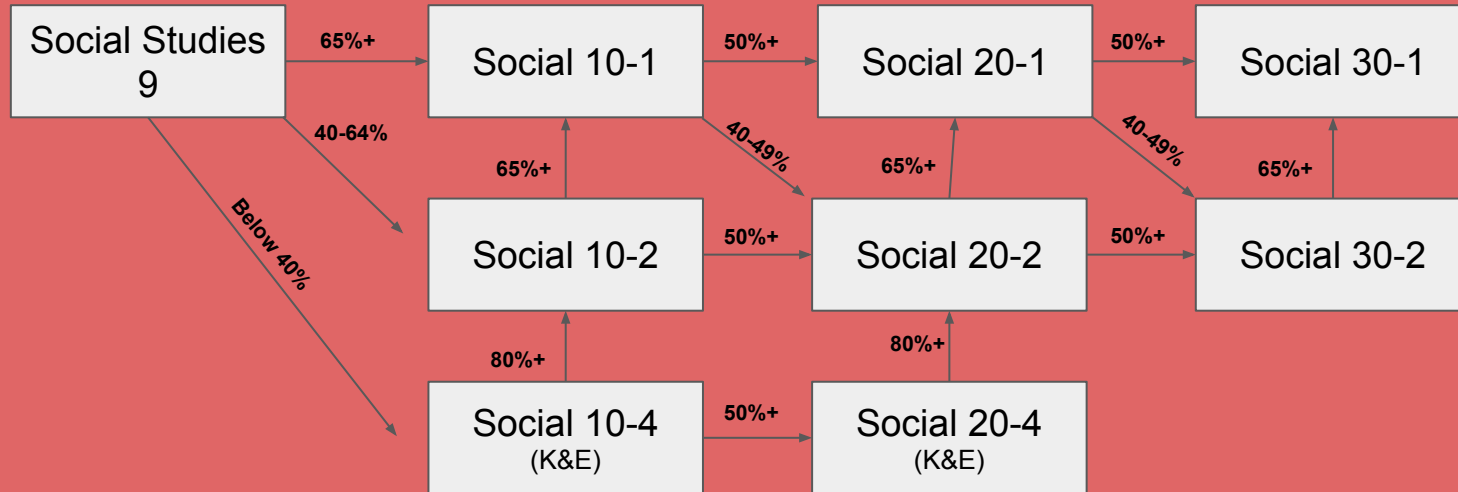 Social Studies
9
65%+
Social 10-1
50%+
Social 20-1
50%+
Social 30-1
40-64%
40-49%
40-49%
65%+
65%+
65%+
Below 40%
Social 10-2
50%+
Social 20-2
50%+
Social 30-2
80%+
80%+
Social 10-4
(K&E)
50%+
Social 20-4
(K&E)